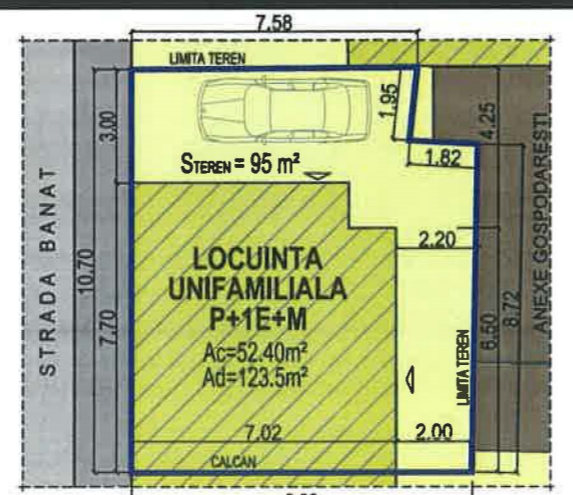 7.58
LIMITA TEREN
3.00
1.95
4.25
1.82
STEREN = 95 m²
STRADA BANAT
10.70
7.70
LOCUINTA
UNIFAMILIALA
P+1E+M
Ac=52.40m²
Ad=123.5m²
2.20
6.50
8.72
ANEXE GOSPODARESTI
LIMITA TEREN
7.02
2.00
CALCAN